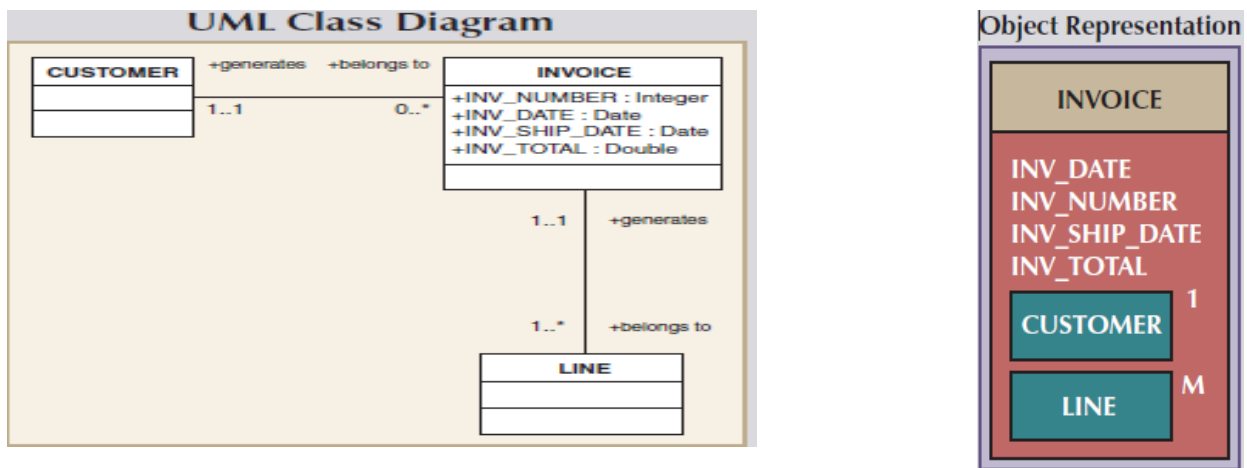 UML Class Diagram
CUSTOMER
+generates +belongs to
1..1 0..*
INVOICE
+INV_NUMBER : Integer
+INV_DATE : Date
+INV_SHIP_DATE : Date
+INV_TOTAL : Double
1..1 +generates
1..* +belongs to
LINE
Object Representation
INVOICE
INV_DATE
INV_NUMBER
INV_SHIP_DATE
INV_TOTAL
1
CUSTOMER
M
LINE